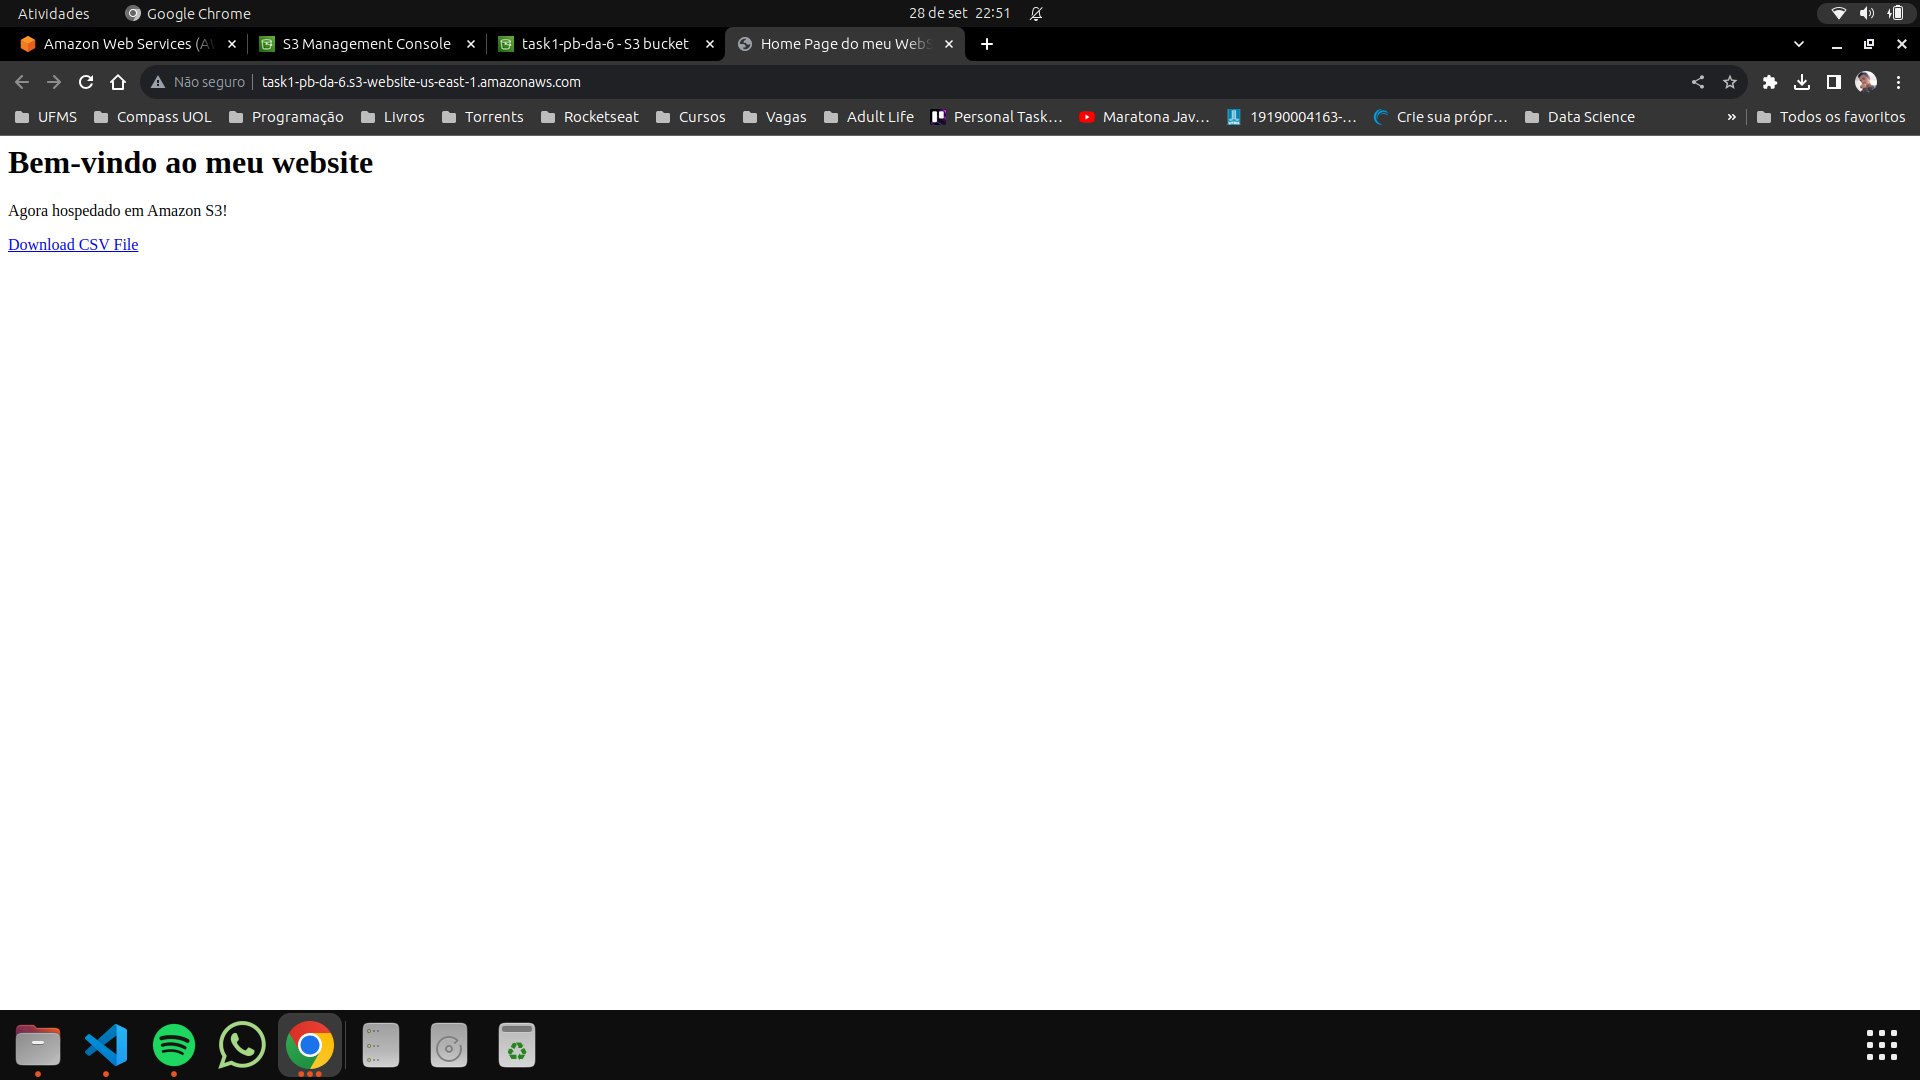 Atividades Google Chrome 28 de set 22:51
Amazon Web Services (AW S3 Management Console task1-pb-da-6 - S3 bucket Home Page do meu WebS
Não seguro task1-pb-da-6.s3-website-us-east-1.amazonaws.com
UFMS Compass UOL Programação Livros Torrents Rocketseat Cursos Vagas Adult Life Personal Task… Maratona Jav… 19190004163-… Crie sua própr… Data Science » Todos os favoritos
Bem-vindo ao meu website
Agora hospedado em Amazon S3!
Download CSV File